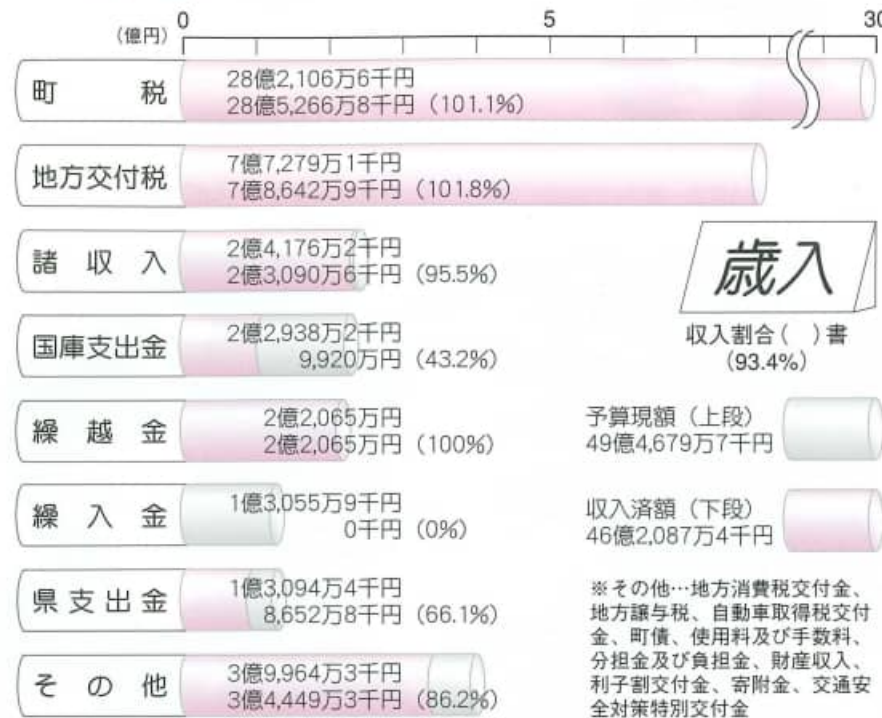 (億円)
0 5 30
町税
28億2,106万6千円
28億5,266万8千円(101.1%)
地方交付税
7億7,279万1千円
7億8,642万9千円(101.8%)
諸収入
2億4,176万2千円
2億3,090万6千円(95.5%)
国庫支出金
2億2,938万2千円
9,920万円(43.2%)
繰越金
2億2,065万円
2億2,065万円(100%)
繰入金
1億3,055万9千円
0千円(0%)
県支出金
1億3,094万4千円
8,652万8千円(66.1%)
その他
3億9,964万3千円
3億4,449万3千円(86.2%)
歳入
収入割合( )書
(93.4%)
予算現額(上段)
49億4,679万7千円
収入済額(下段)
46億2,087万4千円
※その他…地方消費税交付金、
地方譲与税、自動車取得税交付
金、町債、使用料及び手数料、
分担金及び負担金、財産収入、
利子割交付金、寄附金、交通安
全対策特別交付金